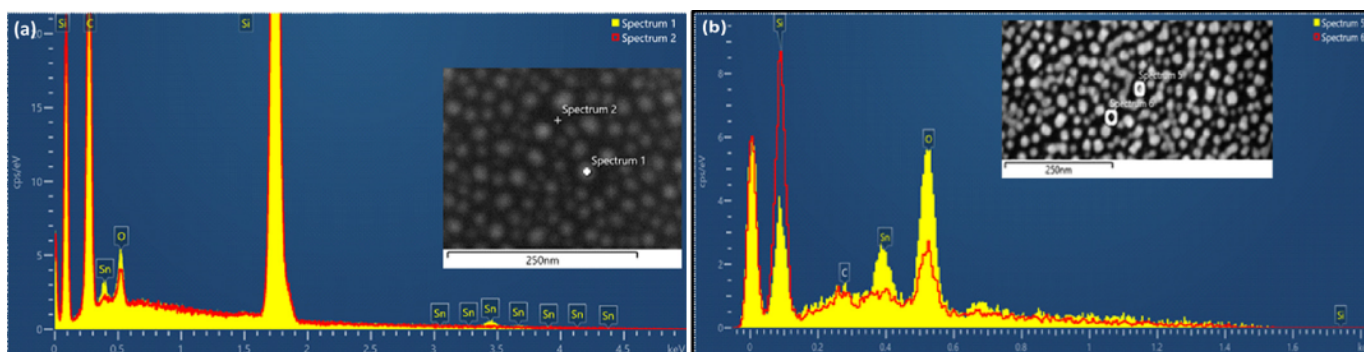 (a)
Si
C
Si
Spectrum 1
Spectrum 2
20
15
10
5
0
cps/eV
Sn
O
Spectrum 2
Spectrum 1
250nm
Sn
Sn
Sn
Sn
Sn
Sn
Sn
0
0.5
1
1.5
2
2.5
3
3.5
4
4.5
keV
(b)
Si
Spectrum 5
Spectrum 6
8
6
4
2
0
cps/eV
C
Sn
O
Spectrum 5
Spectrum 6
250nm
Si
0
0.2
0.4
0.6
0.8
1
1.2
1.4
1.6